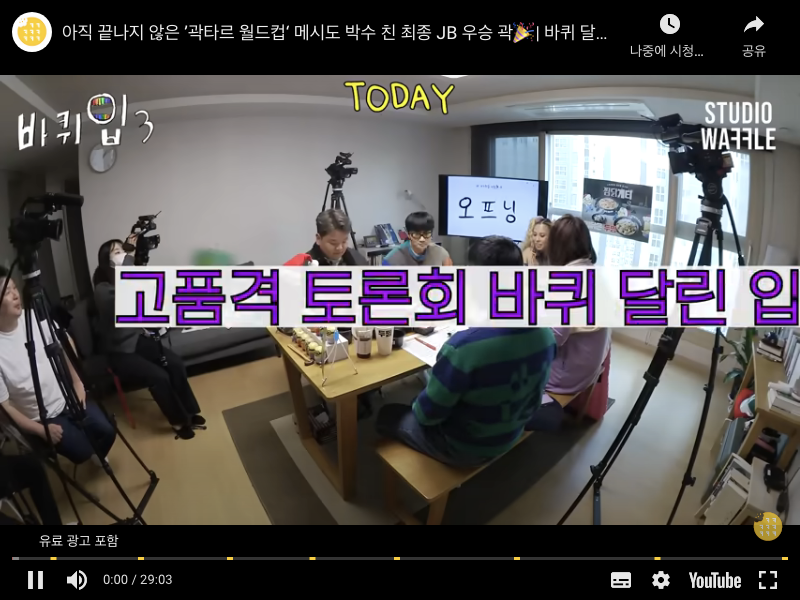 아직 끝나지 않은 ‘곽타르 월드컵‘ 메시도 박수 친 최종 JB 우승 곽🎉| 바퀴 달...
나중에 시청...
공유
TODAY
바퀴 입 3
STUDIO
WAFFLE
오프닝
고품격 토론회 바퀴 달린 입
유료 광고 포함
0:00 / 29:03
YouTube